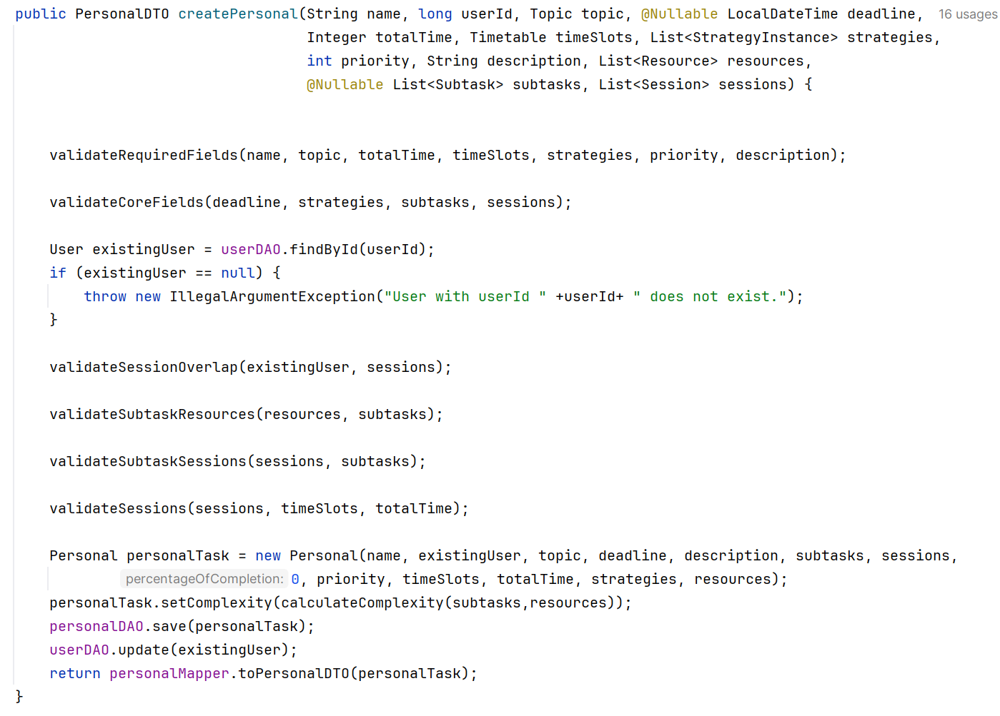 public PersonalDTO createPersonal(String name, long userId, Topic topic, @Nullable LocalDateTime deadline, 16 usages
Integer totalTime, Timetable timeSlots, List<StrategyInstance> strategies,
int priority, String description, List<Resource> resources,
@Nullable List<Subtask> subtasks, List<Session> sessions) {
validateRequiredFields(name, topic, totalTime, timeSlots, strategies, priority, description);
validateCoreFields(deadline, strategies, subtasks, sessions);
User existingUser = userDAO.findById(userId);
if (existingUser == null) {
throw new IllegalArgumentException("User with userId " +userId+ " does not exist.");
}
validateSessionOverlap(existingUser, sessions);
validateSubtaskResources(resources, subtasks);
validateSubtaskSessions(sessions, subtasks);
validateSessions(sessions, timeSlots, totalTime);
Personal personalTask = new Personal(name, existingUser, topic, deadline, description, subtasks, sessions,
percentageOfCompletion: 0, priority, timeSlots, totalTime, strategies, resources);
personalTask.setComplexity(calculateComplexity(subtasks,resources));
personalDAO.save(personalTask);
userDAO.update(existingUser);
return personalMapper.toPersonalDTO(personalTask);
}